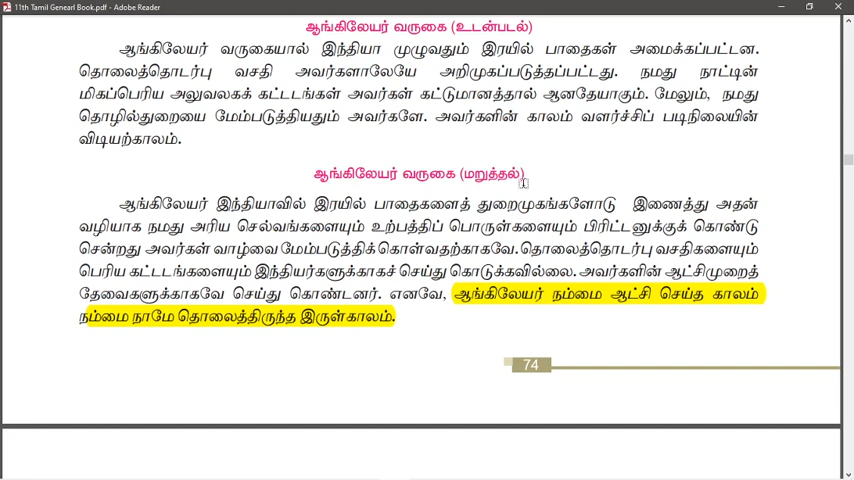 11th Tamil Genearl Book.pdf - Adobe Reader
ஆங்கிலேயர் வருகை (உடன்படல்)
ஆங்கிலேயர் வருகையால் இந்தியா முழுவதும் இரயில் பாதைகள் அமைக்கப்பட்டன.
தொலைத்தொடர்பு வசதி அவர்களாலேயே அறிமுகப்படுத்தப்பட்டது. நமது நாட்டின்
மிகப்பெரிய அலுவலகக் கட்டடங்கள் அவர்கள் கட்டுமானத்தால் ஆனதேயாகும். மேலும், நமது
தொழில்துறையை மேம்படுத்தியதும் அவர்களே. அவர்களின் காலம் வளர்ச்சிப் படிநிலையின்
விடியற்காலம்.
ஆங்கிலேயர் வருகை (மறுத்தல்)
ஆங்கிலேயர் இந்தியாவில் இரயில் பாதைகளைத் துறைமுகங்களோடு இணைத்து அதன்
வழியாக நமது அரிய செல்வங்களையும் உற்பத்திப் பொருள்களையும் பிரிட்டனுக்குக் கொண்டு
சென்றது அவர்கள் வாழ்வை மேம்படுத்திக்கொள்வதற்காகவே. தொலைத்தொடர்பு வசதிகளையும்
பெரிய கட்டடங்களையும் இந்தியர்களுக்காகச் செய்து கொடுக்கவில்லை. அவர்களின் ஆட்சிமுறைத்
தேவைகளுக்காகவே செய்து கொண்டனர். எனவே, ஆங்கிலேயர் நம்மை ஆட்சி செய்த காலம்
நம்மை நாமே தொலைத்திருந்த இருள்காலம்.
74